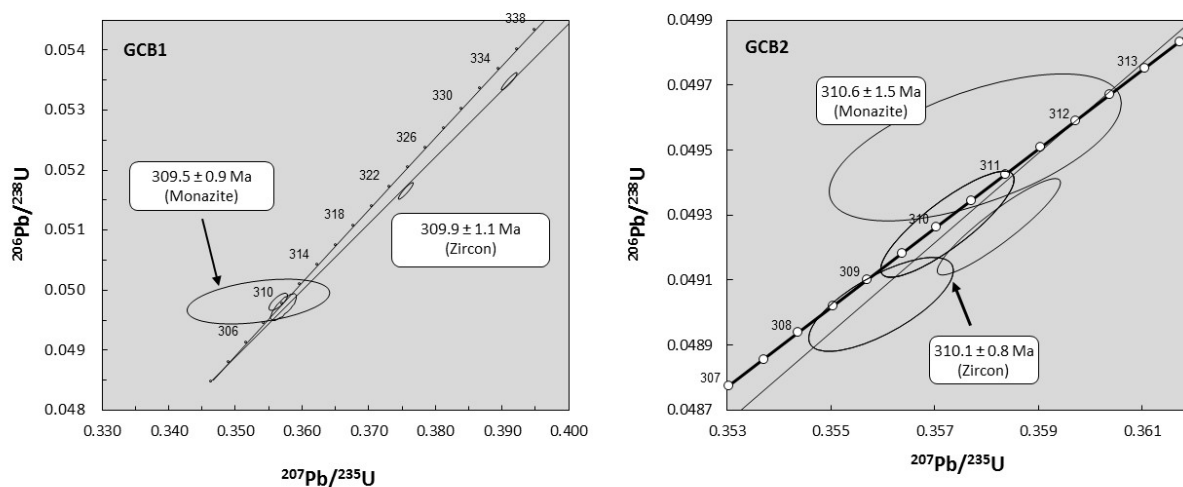 GCB1
0.054
0.053
0.052
0.051
0.050
0.049
0.048
206Pb/238U
338
334
330
326
322
318
314
310
306
309.5 ± 0.9 Ma
(Monazite)
309.9 ± 1.1 Ma
(Zircon)
0.330 0.340 0.350 0.360 0.370 0.380 0.390 0.400
207Pb/235U
GCB2
0.0499
0.0497
0.0495
0.0493
0.0491
0.0489
0.0487
206Pb/238U
313
312
311
310
309
308
307
310.6 ± 1.5 Ma
(Monazite)
310.1 ± 0.8 Ma
(Zircon)
0.353 0.355 0.357 0.359 0.361
207Pb/235U